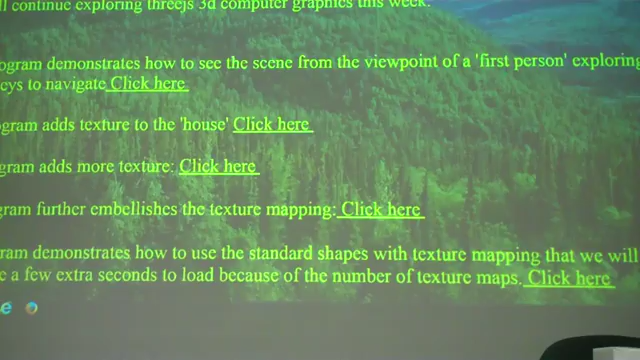 ll continue exploring threejs 3d computer graphics this week.
ogram demonstrates how to see the scene from the viewpoint of a 'first person' exploring
eys to navigate Click here
ogram adds texture to the 'house' Click here
gram adds more texture: Click here
gram further embellishes the texture mapping: Click here
ram demonstrates how to use the standard shapes with texture mapping that we will
e a few extra seconds to load because of the number of texture maps. Click here